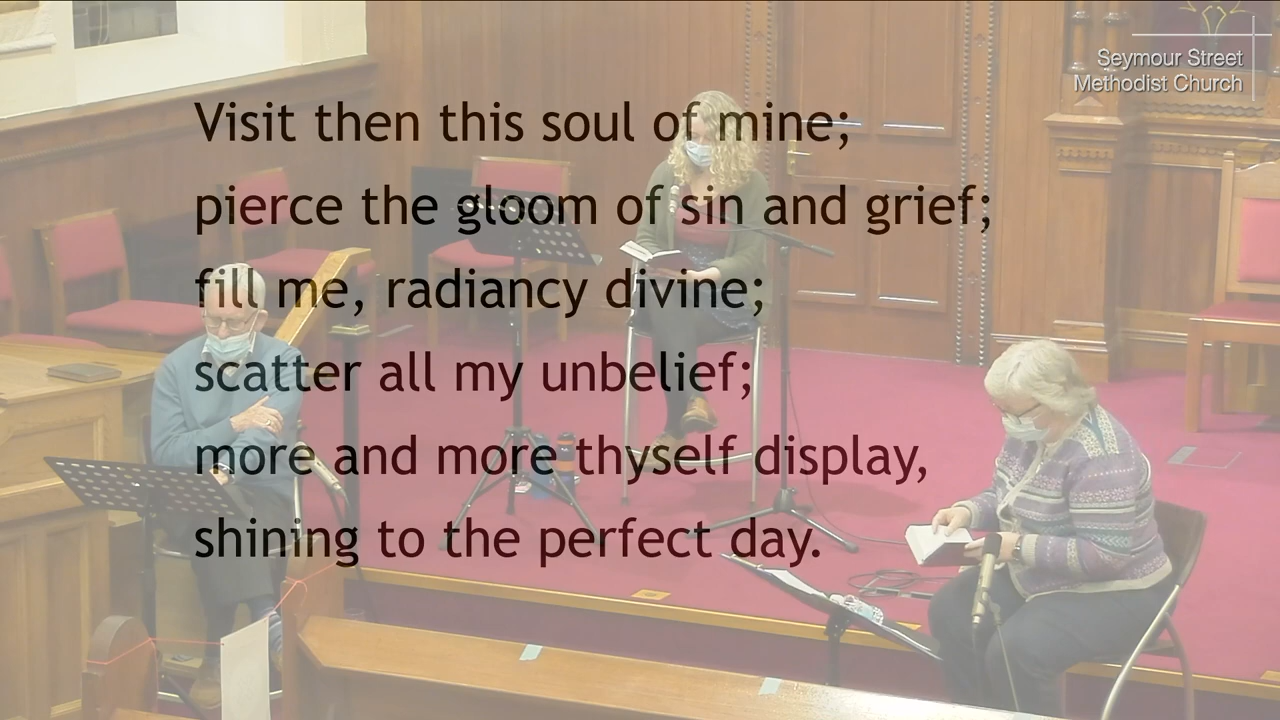 Seymour Street
Methodist Church
Visit then this soul of mine;
pierce the gloom of sin and grief;
fill me, radiancy divine;
scatter all my unbelief;
more and more thyself display,
shining to the perfect day.